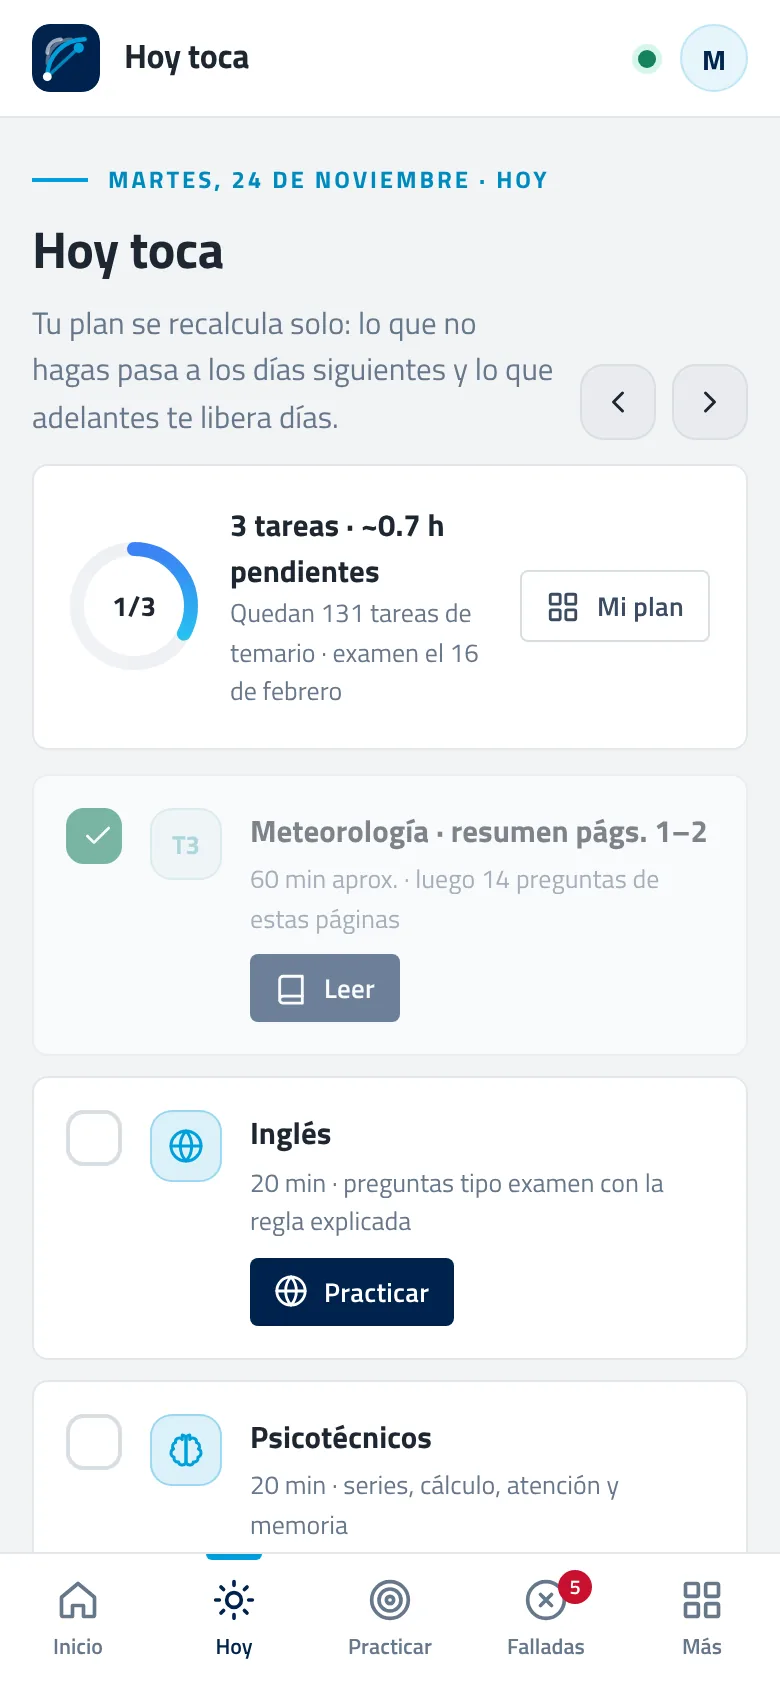 Hoy toca
M
MARTES, 24 DE NOVIEMBRE · HOY
Hoy toca
Tu plan se recalcula solo: lo que no
hagas pasa a los días siguientes y lo que
adelantes te libera días.
1/3
3 tareas · ~0.7 h
pendientes
Quedan 131 tareas de
temario · examen el 16
de febrero
Mi plan
T3
Meteorología · resumen págs. 1–2
60 min aprox. · luego 14 preguntas de
estas páginas
Leer
Inglés
20 min · preguntas tipo examen con la
regla explicada
Practicar
Psicotécnicos
20 min · series, cálculo, atención y
memoria
Inicio
Hoy
Practicar
5
Falladas
Más